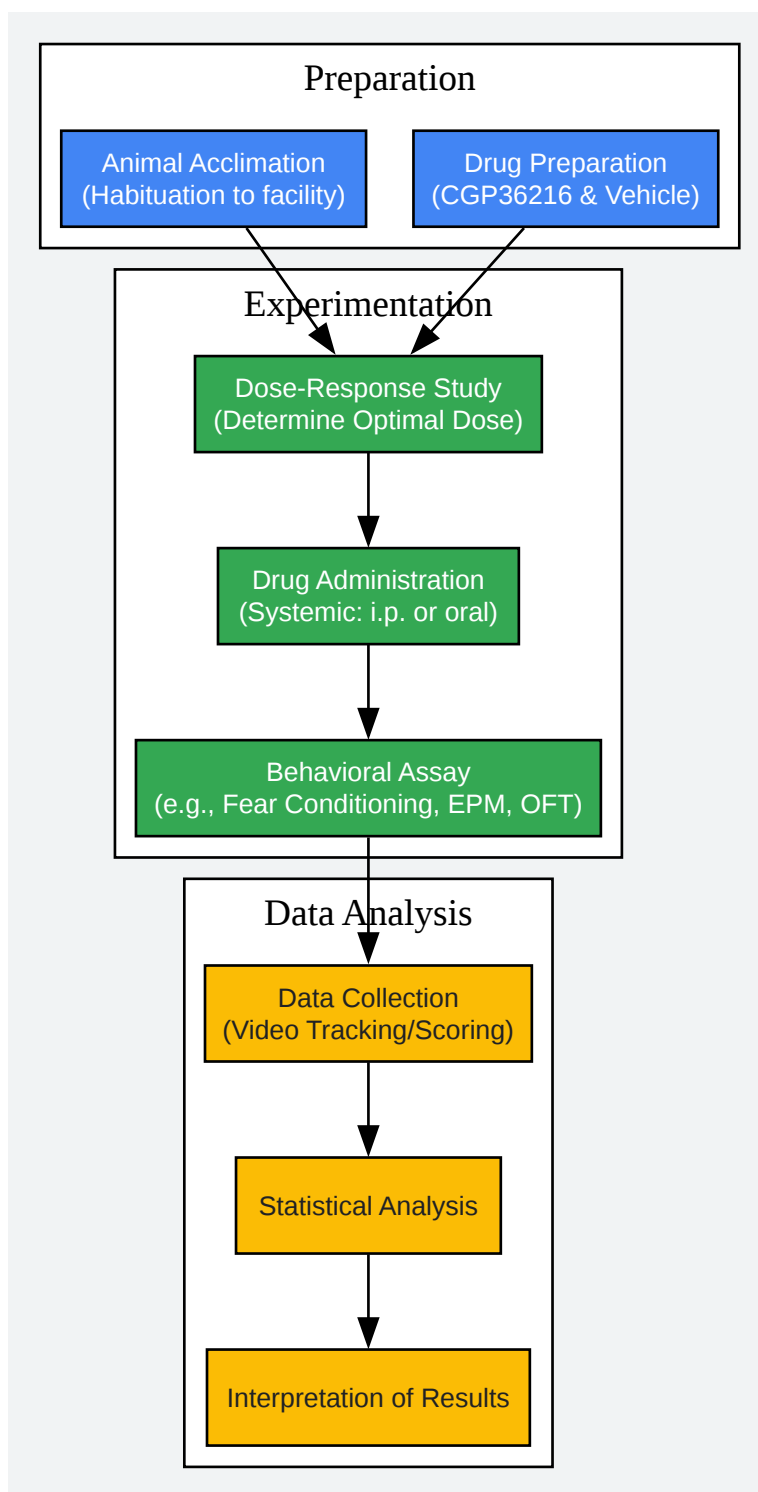 Preparation
Animal Acclimation
(Habituation to facility)
Drug Preparation
(CGP36216 & Vehicle)
Experimentation
Dose-Response Study
(Determine Optimal Dose)
Drug Administration
(Systemic: i.p. or oral)
Behavioral Assay
(e.g., Fear Conditioning, EPM, OFT)
Data Analysis
Data Collection
(Video Tracking/Scoring)
Statistical Analysis
Interpretation of Results